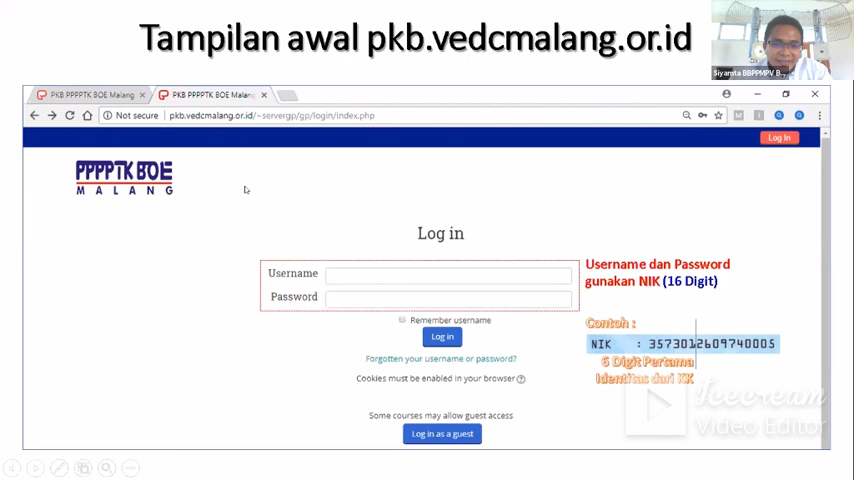 Tampilan awal pkb.vedcmalang.or.id
Siyamta BBPPMPV B...
PKB PPPPTK BOE Malang
PKB PPPPTK BOE Malang
Not secure
pkb.vedcmalang.or.id/~servergp/gp/login/index.php
Log in
PPPPTK BOE
MALANG
Log in
Username
Password
Username dan Password
gunakan NIK (16 Digit)
Remember username
Contoh :
Log in
NIK : 3573012609740005
Forgotten your username or password?
6 Digit Pertama
Identitas dari KK
Cookies must be enabled in your browser
Some courses may allow guest access
Log in as a guest
Icecream
Video Editor